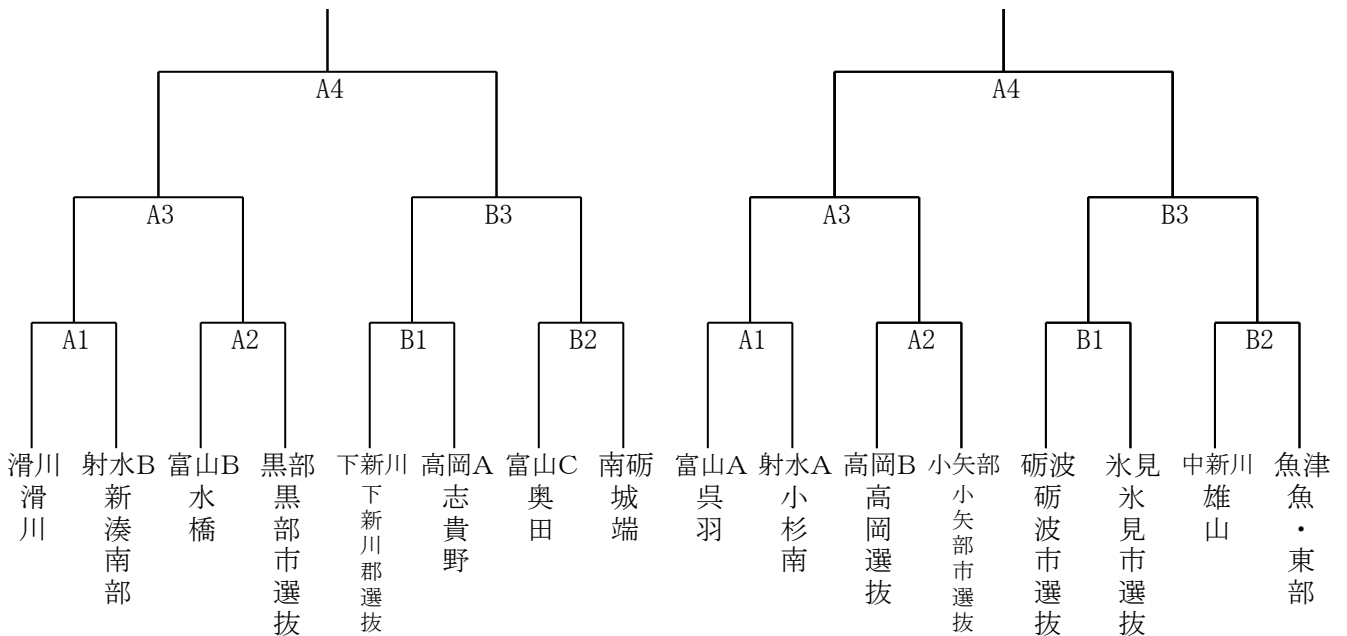 A4
A4
A3
B3
A3
B3
A1
A2
B1
B2
A1
A2
B1
B2
滑川
射水B
富山B
黒部
下新川
高岡A
富山C
南砺
富山A
射水A
高岡B
小矢部
砺波
氷見
中新川
魚津
滑川
新湊南部
水橋
黒部市選抜
下新川郡選抜
志貴野
奥田
城端
呉羽
小杉南
高岡選抜
小矢部市選抜
砺波市選抜
氷見市選抜
雄山
魚・東部